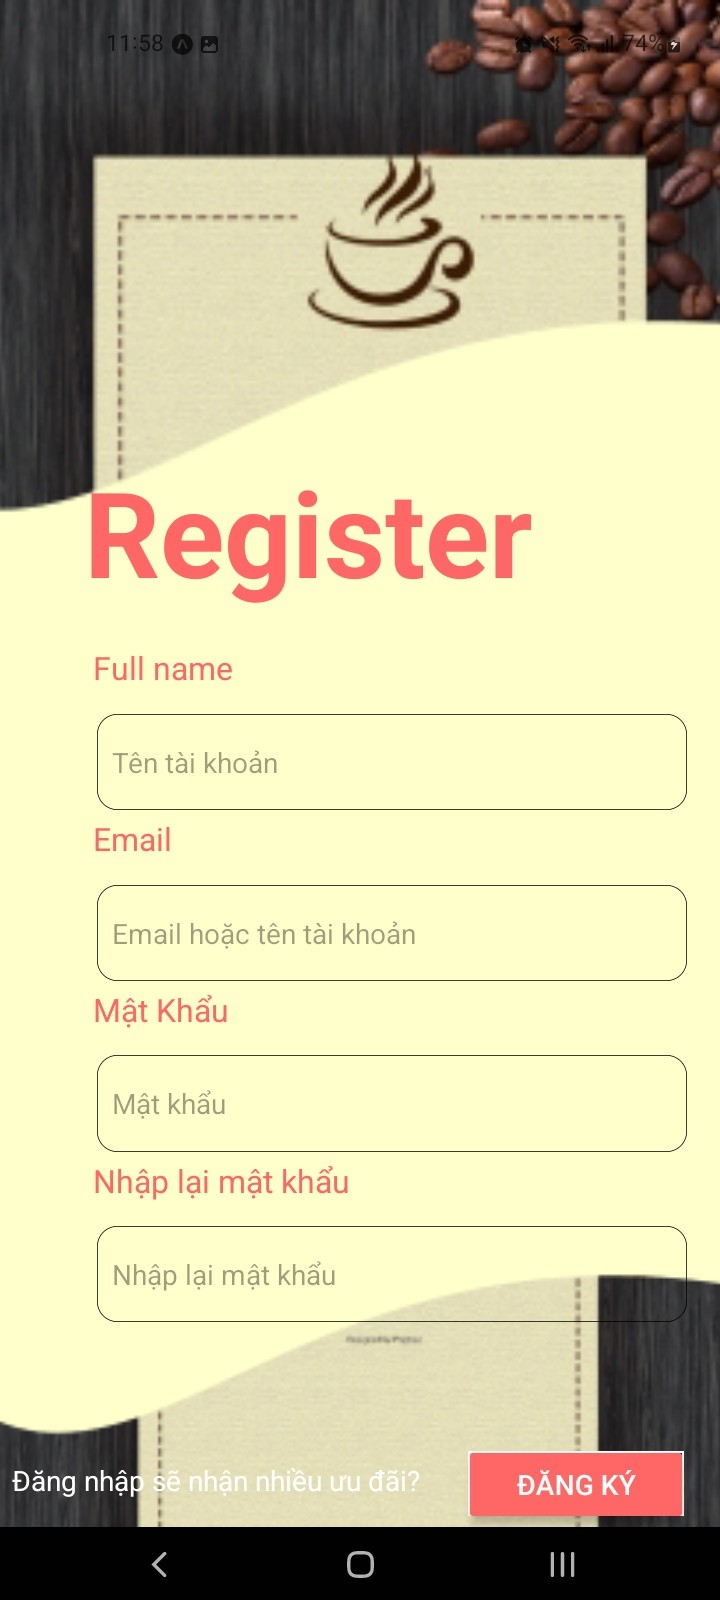 11:58
74%
Register
Full name
Tên tài khoản
Email
Email hoặc tên tài khoản
Mật Khẩu
Mật khẩu
Nhập lại mật khẩu
Nhập lại mật khẩu
Đăng nhập sẽ nhận nhiều ưu đãi?
ĐĂNG KÝ